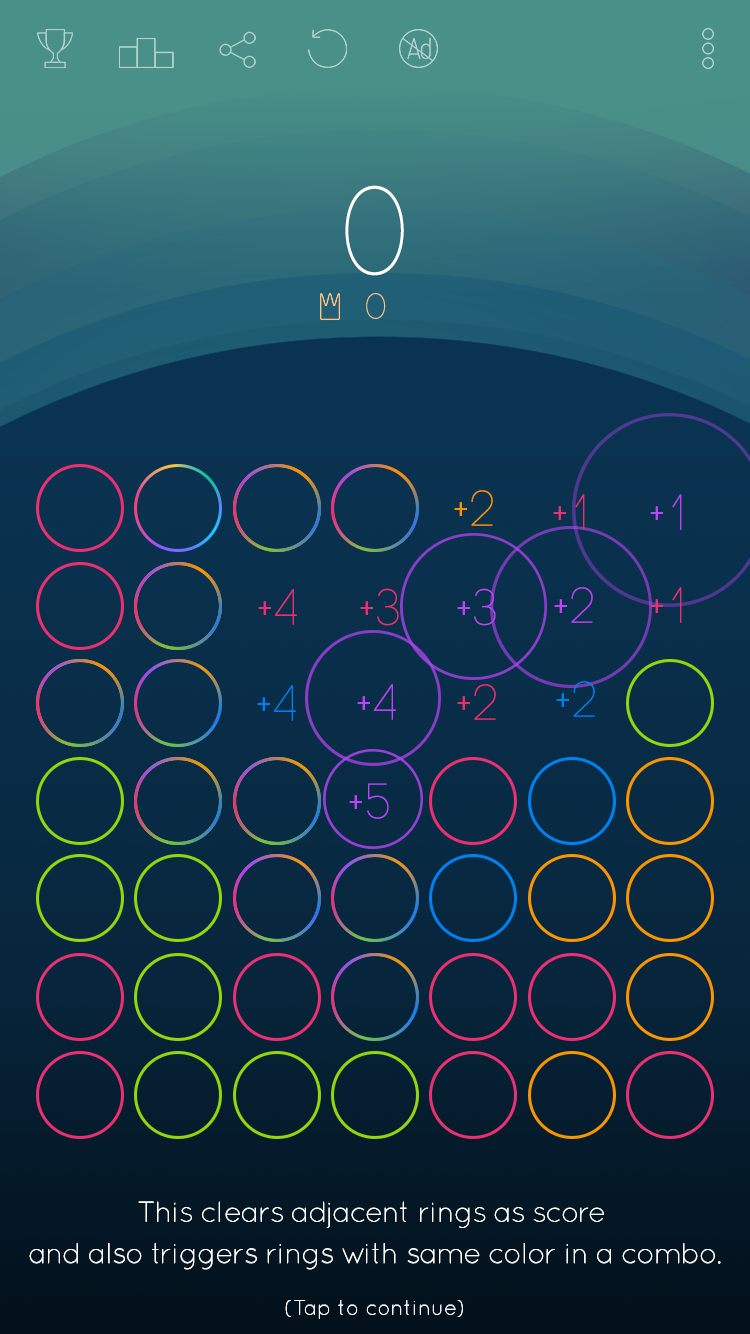 Ad
0
0
+2 +1 +1
+4 +3 +3 +2 +1
+4 +4 +2 +2
+5
This clears adjacent rings as score
and also triggers rings with same color in a combo.
(Tap to continue)